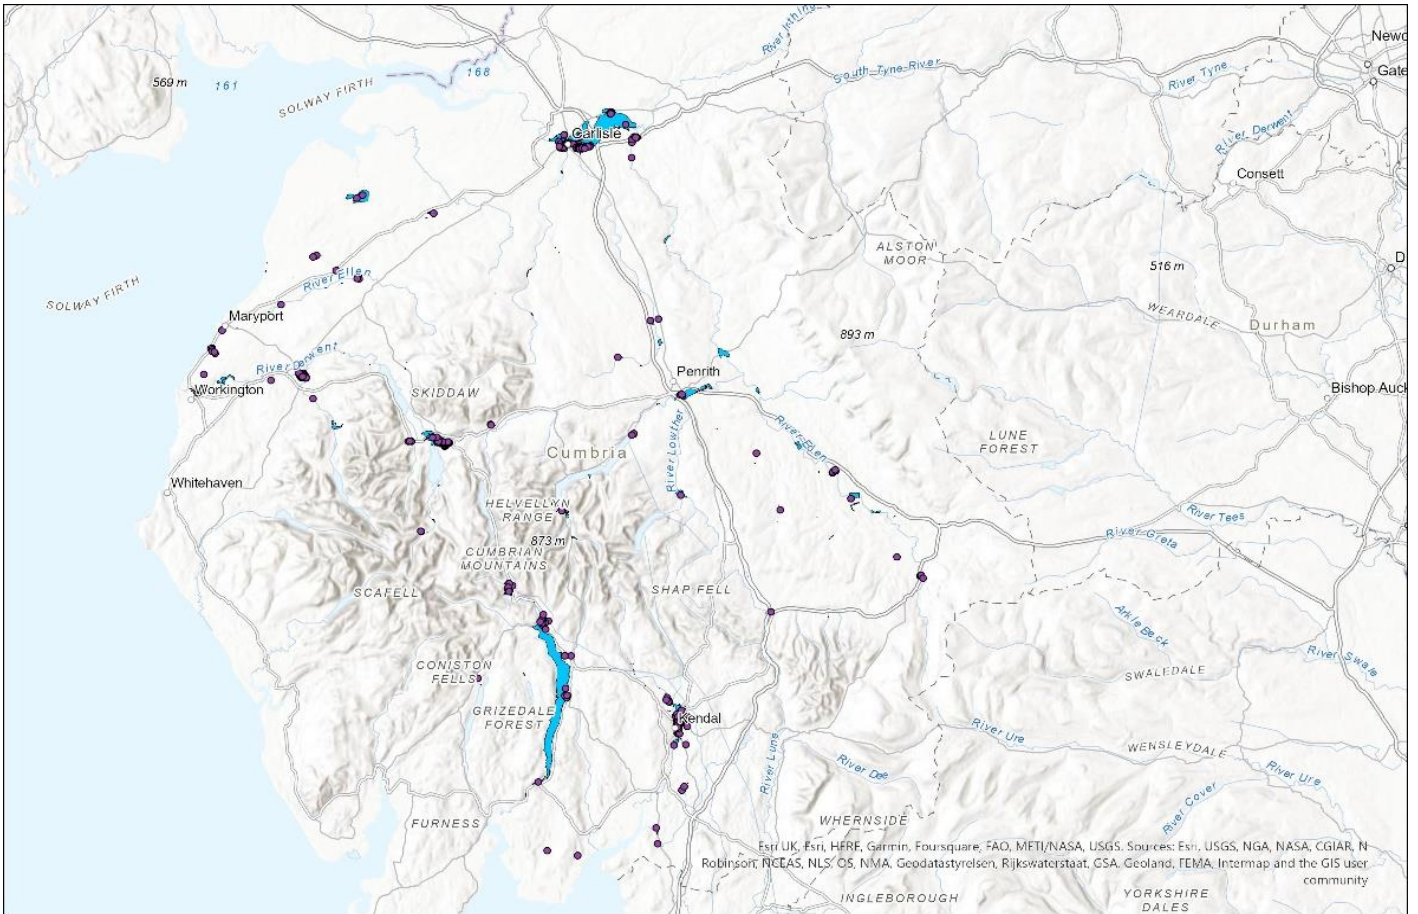 Newc
Gate
569 m
161
168
SOLWAY FIRTH
River Irthing
South Tyne River
River Tyne
River Derwent
Carlisle
Consett
ALSTON
MOOR
516 m
D
SOLWAY FIRTH
River Ellen
Maryport
WEARDALE
Durham
893 m
River Derwent
Penrith
Workington
SKIDDAW
Bishop Auck
River Lowther
River Eden
LUNE
FOREST
Cumbria
Whitehaven
HELVELLYN
RANGE
873 m
River Tees
River Greta
CUMBRIAN
MOUNTAINS
SCAFELL
SHAP FELL
Arkle Beck
River Swale
CONISTON
FELLS
SWALEDALE
GRIZEDALE
FOREST
Kendal
River Lune
River Dee
River Ure
WENSLEYDALE
River Ure
River Cover
FURNESS
WHERNSIDE
Esri UK, Esri, HERE, Garmin, Foursquare, FAO, METI/NASA, USGS. Sources: Esri, USGS, NGA, NASA, CGIAR, N
Robinson, NCEAS, NLS, OS, NMA, Geodatastyrelsen, Rijkswaterstaat, GSA, Geoland, FEMA, Intermap and the GIS user
community
INGLEBOROUGH
YORKSHIRE
DALES